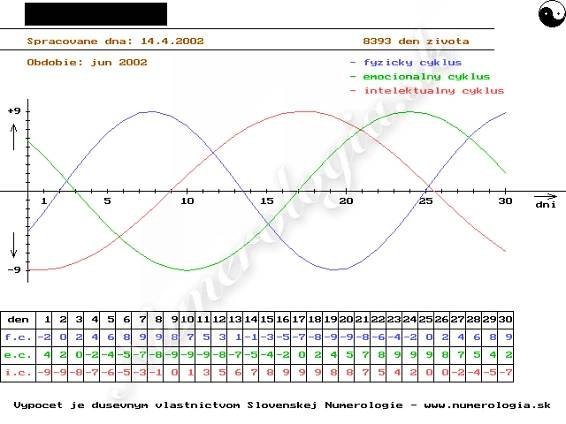 Spracovane dna: 14.4.2002 8393 den zivota
Obdobie: jun 2002
- fyzicky cyklus
- emocionalny cyklus
- intelektualny cyklus
+9
1 5 10 15 20 25 30
dni
-9
den 1 2 3 4 5 6 7 8 9 10 11 12 13 14 15 16 17 18 19 20 21 22 23 24 25 26 27 28 29 30
f.c. -2 0 2 4 6 8 9 9 8 7 5 3 1 -1 -3 -5 -7 -8 -9 -9 -8 -6 -4 -2 0 2 4 6 8 9
e.c. 4 2 0 -2 -4 -5 -7 -8 -9 -9 -9 -8 -7 -5 -4 -2 0 2 4 5 7 8 9 9 9 8 7 5 4 2
i.c. -9 -9 -8 -7 -6 -5 -3 -1 0 1 3 5 6 7 8 9 9 9 8 8 7 5 4 2 0 0 -2 -4 -5 -7
Vypocet je dusevnym vlastnictvom Slovenskej Numerologie - www.numerologia.sk
Numerologia.sk